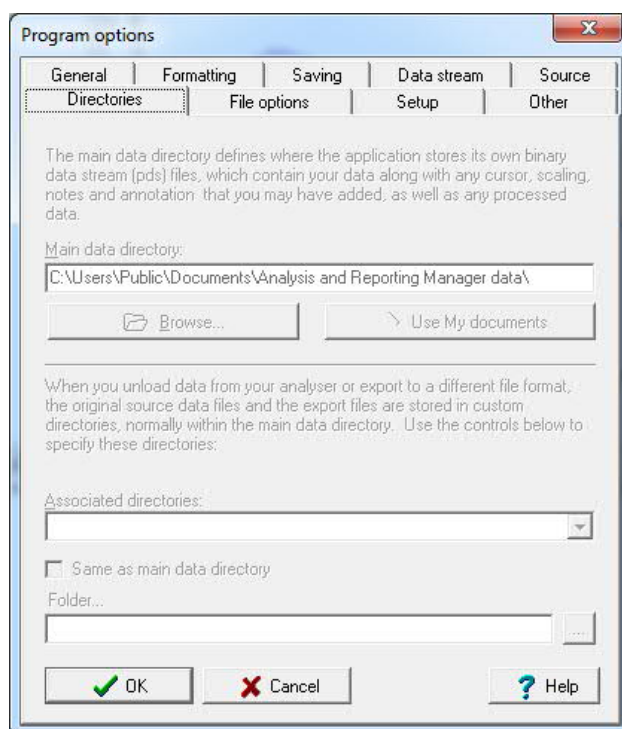 Program options
General
Formatting
Saving
Data stream
Source
Directories
File options
Setup
Other
The main data directory defines where the application stores its own binary
data stream (pds) files, which contain your data along with any cursor, scaling,
notes and annotation that you may have added, as well as any processed
data.
Main data directory:
C:\Users\Public\Documents\Analysis and Reporting Manager data\
Browse...
Use My documents
When you unload data from your analyser or export to a different file format,
the original source data files and the export files are stored in custom
directories, normally within the main data directory. Use the controls below to
specify these directories:
Associated directories:
Same as main data directory
Folder...
...
OK
Cancel
Help